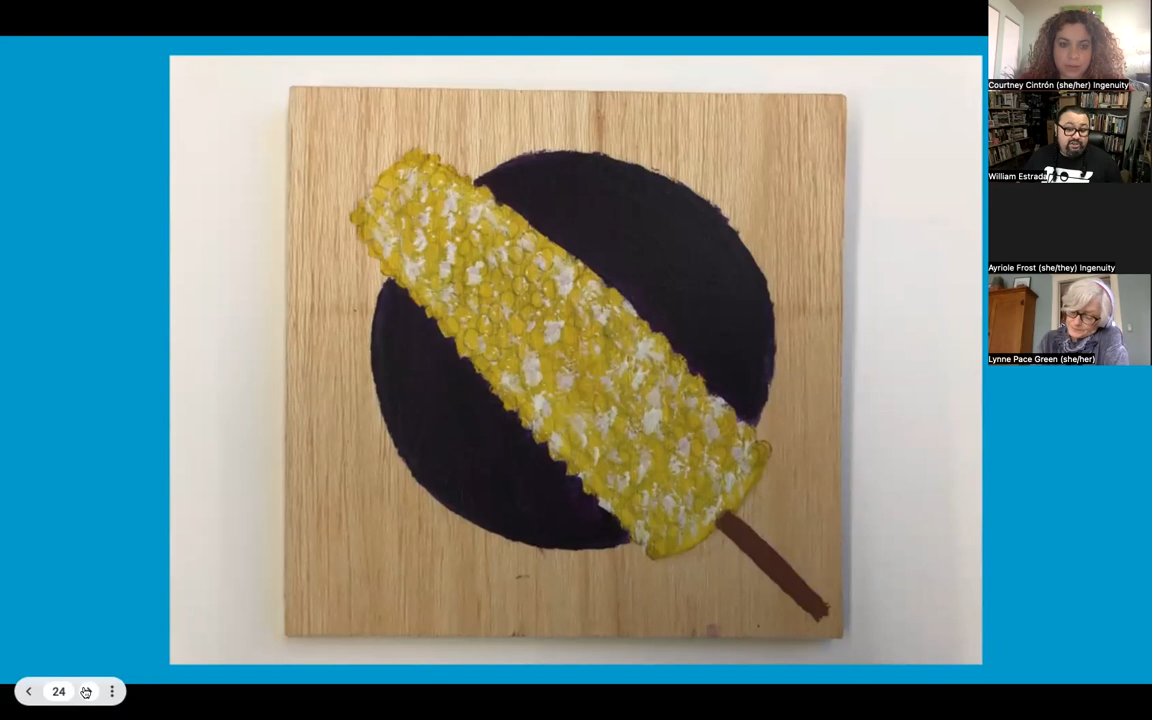 Courtney Cintrón (she/her) Ingenuity
William Estrada
Ayriole Frost (she/they) Ingenuity
Lynne Pace Green (she/her)
24